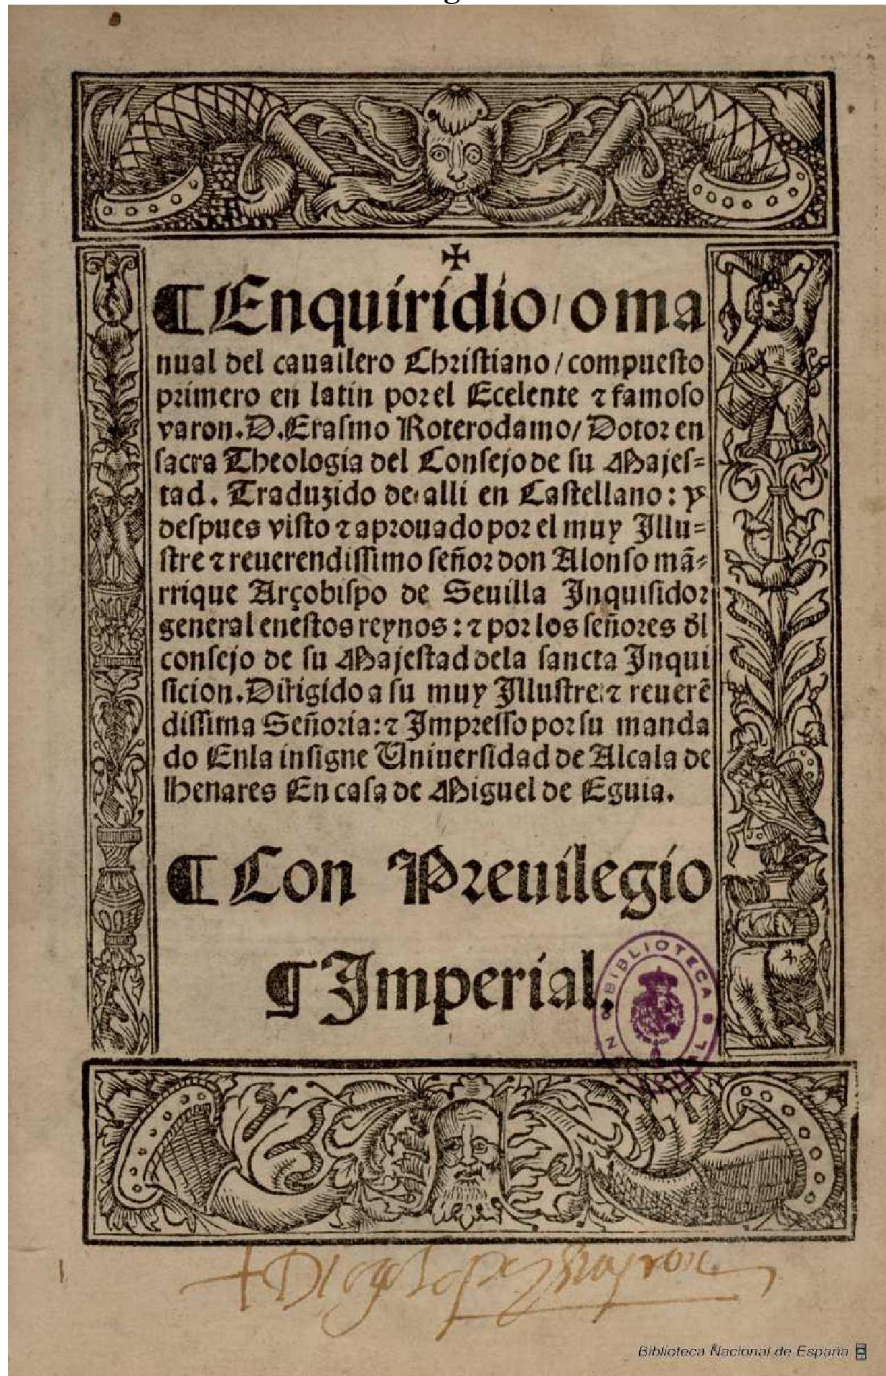 ✠
¶ Enquiridio / o ma
nual del cauallero Christiano / compuesto
primero en latin por el Ecelente ⁊ famoso
varon. D. Erasmo Roterodamo / Dotor en
sacra Theologia del Consejo de su Majes=
tad. Traduzido de alli en Castellano: y
despues visto ⁊ aprouado por el muy Illu=
stre ⁊ reuerendissimo señor don Alonso mã=
rrique Arçobispo de Seuilla Inquisidor
general enestos reynos: ⁊ por los señores d̄l
consejo de su Majestad dela sancta Inqui
sicion. Dirigido a su muy Illustre: ⁊ reuerẽ
dissima Señoria: ⁊ Impresso por su manda
do Enla insigne Uniuersidad de Alcala de
Henares En casa de Miguel de Eguia.
¶ Con Preuilegio
¶ Imperial.
BIBLIOTECA
Biblioteca Nacional de España